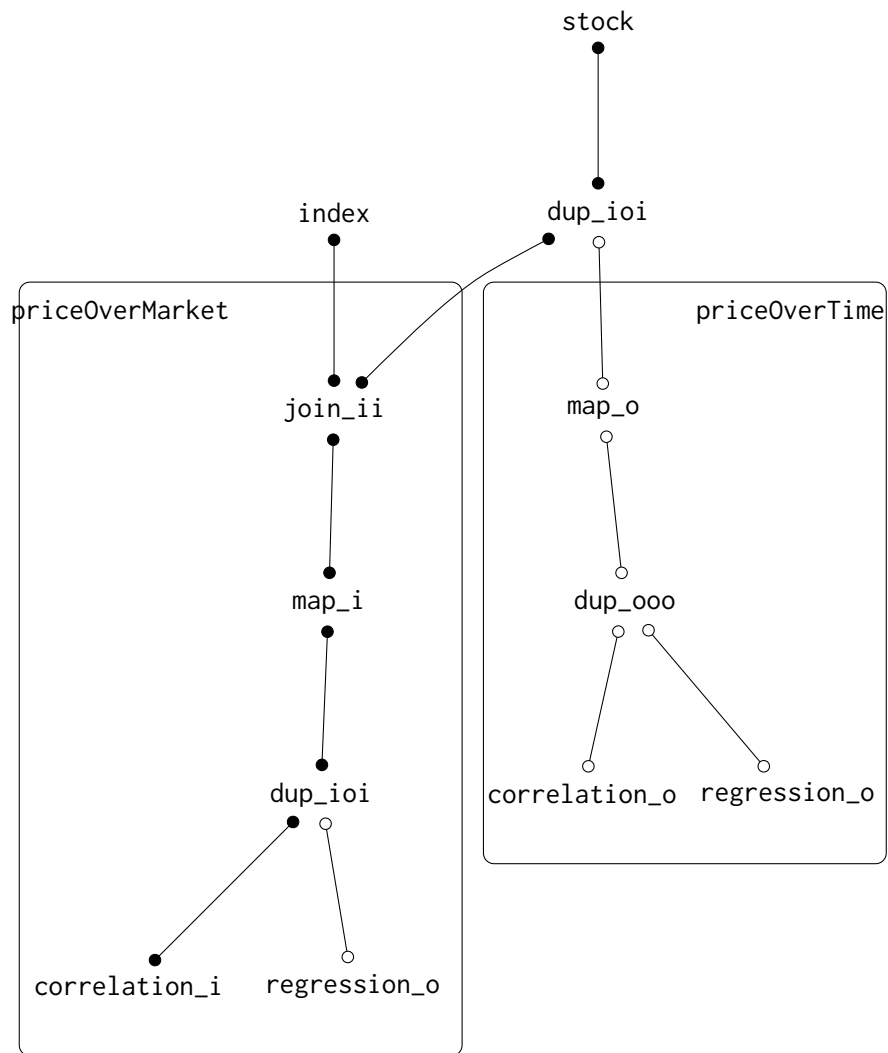 stock
index
dup_ioi
priceOverMarket
priceOverTime
join_ii
map_o
map_i
dup_ooo
dup_ioi
correlation_o
regression_o
correlation_i
regression_o